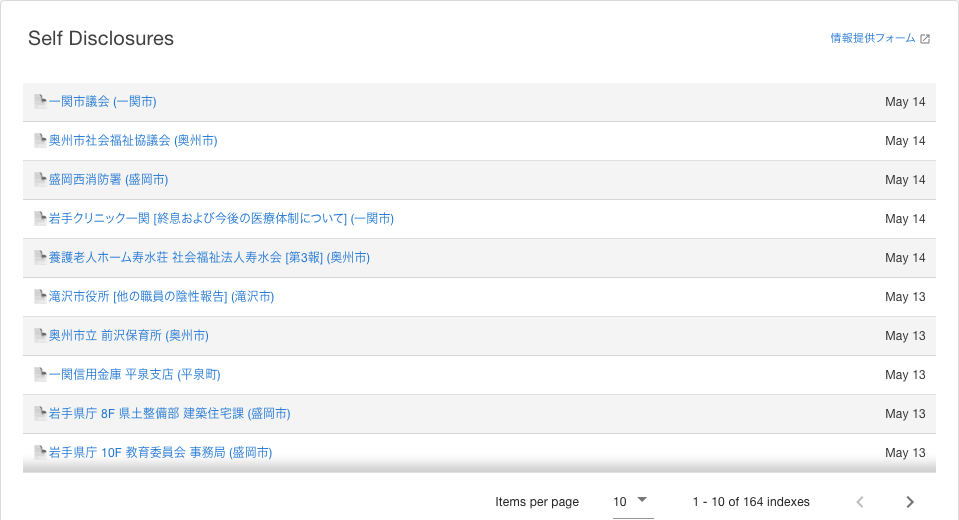 Self Disclosures
情報提供フォーム
一関市議会 (一関市) May 14
奥州市社会福祉協議会 (奥州市) May 14
盛岡西消防署 (盛岡市) May 14
岩手クリニック一関 [終息および今後の医療体制について] (一関市) May 14
養護老人ホーム寿水荘 社会福祉法人寿水会 [第3報] (奥州市) May 14
滝沢市役所 [他の職員の陰性報告] (滝沢市) May 13
奥州市立 前沢保育所 (奥州市) May 13
一関信用金庫 平泉支店 (平泉町) May 13
岩手県庁 8F 県土整備部 建築住宅課 (盛岡市) May 13
岩手県庁 10F 教育委員会 事務局 (盛岡市) May 13
Items per page 10 1 - 10 of 164 indexes